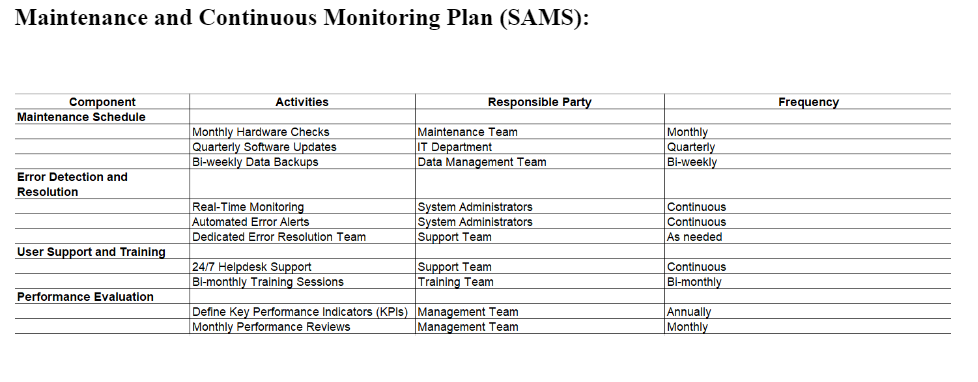 Maintenance and Continuous Monitoring Plan (SAMS):
Component Activities Responsible Party Frequency
Maintenance Schedule
Monthly Hardware Checks Maintenance Team Monthly
Quarterly Software Updates IT Department Quarterly
Bi-weekly Data Backups Data Management Team Bi-weekly
Error Detection and
Resolution
Real-Time Monitoring System Administrators Continuous
Automated Error Alerts System Administrators Continuous
Dedicated Error Resolution Team Support Team As needed
User Support and Training
24/7 Helpdesk Support Support Team Continuous
Bi-monthly Training Sessions Training Team Bi-monthly
Performance Evaluation
Define Key Performance Indicators (KPIs) Management Team Annually
Monthly Performance Reviews Management Team Monthly